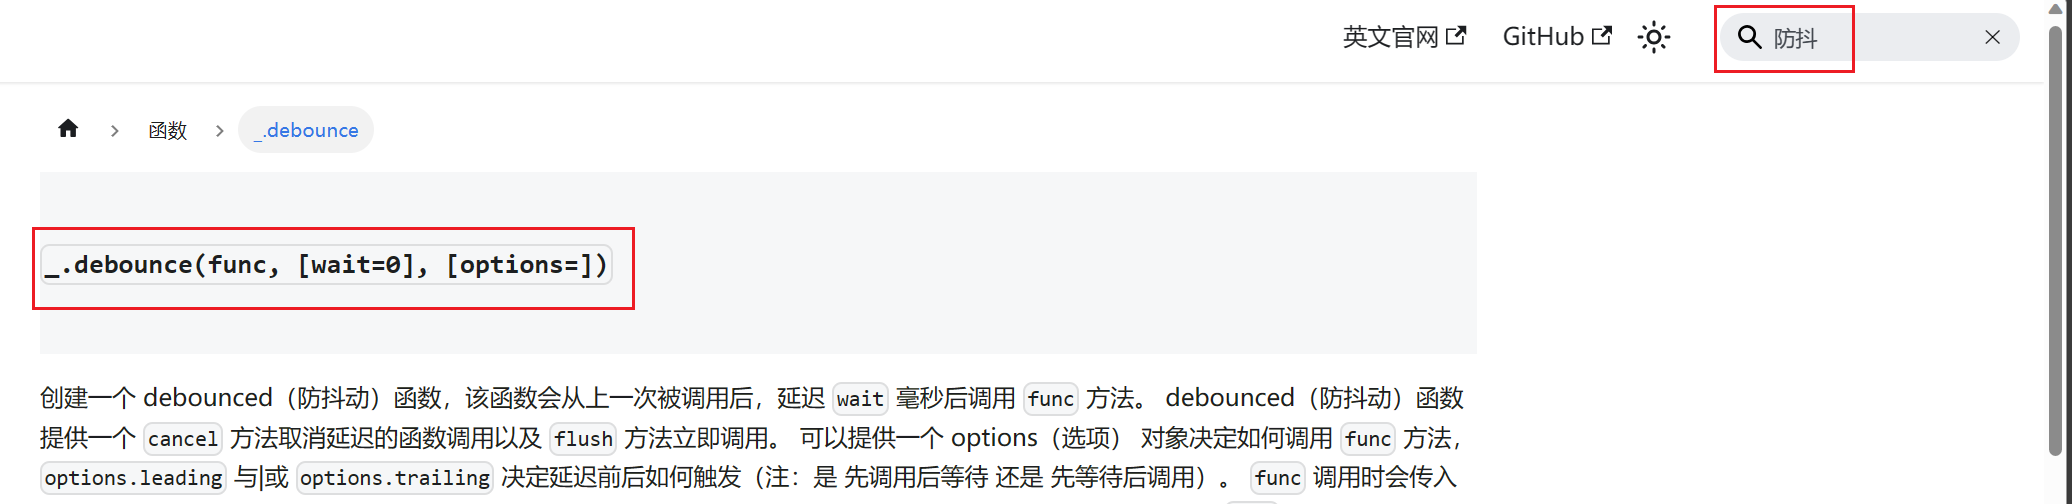 英文官网 GitHub 防抖
函数 _.debounce
_.debounce(func, [wait=0], [options=])
创建一个 debounced（防抖动）函数，该函数会从上一次被调用后，延迟 wait 毫秒后调用 func 方法。 debounced（防抖动）函数
提供一个 cancel 方法取消延迟的函数调用以及 flush 方法立即调用。 可以提供一个 options（选项） 对象决定如何调用 func 方法，
options.leading 与|或 options.trailing 决定延迟前后如何触发（注：是 先调用后等待 还是 先等待后调用）。 func 调用时会传入